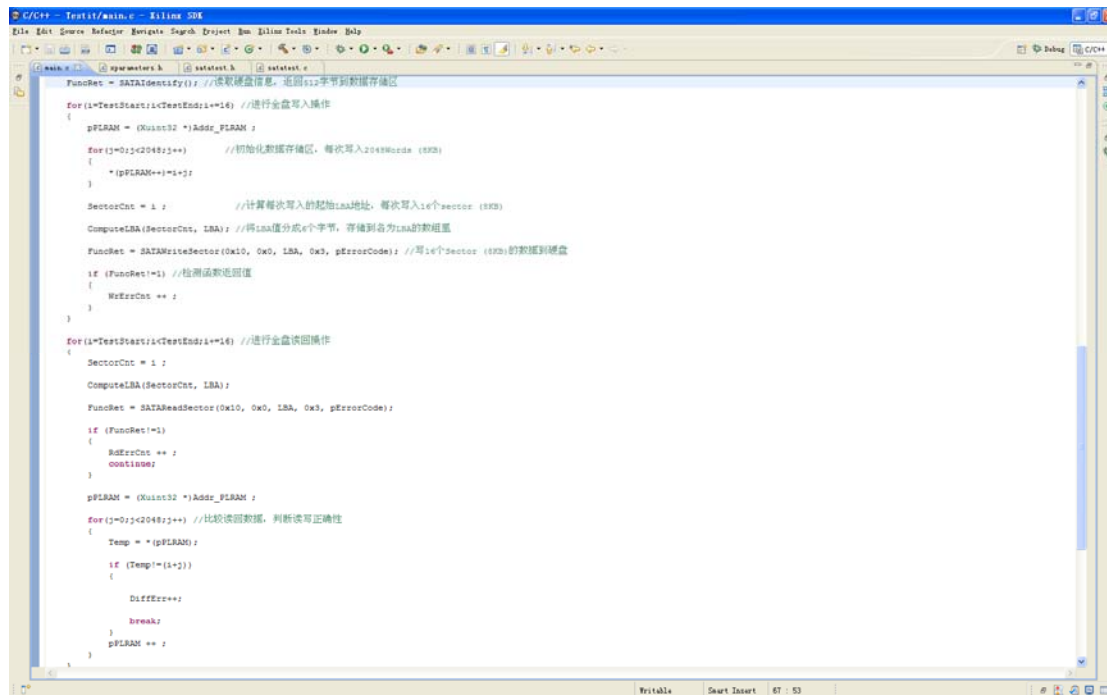 C/C++ - Testit/main.c - Xilinx SDK
File Edit Source Refactor Navigate Search Project Run Xilinx Tools Window Help
Debug C/C++
main.c xparameters.h satatest.h satatest.c
FuncRet = SATAIdentify(); //读取硬盘信息，返回512字节到数据存储区
for(i=TestStart;i<TestEnd;i+=16) //进行全盘写入操作
{
pPLRAM = (Xuint32 *)Addr_PLRAM ;
for(j=0;j<2048;j++) //初始化数据存储区，每次写入2048Words (8KB)
{
*(pPLRAM++)=i+j;
}
SectorCnt = i ; //计算每次写入的起始LBA地址，每次写入16个sector (8KB)
ComputeLBA(SectorCnt, LBA); //将LBA值分成6个字节，存储到名为LBA的数组里
FuncRet = SATAWriteSector(0x10, 0x0, LBA, 0x3, pErrorCode); //写16个Sector (8KB)的数据到硬盘
if (FuncRet!=1) //检测函数返回值
{
WrErrCnt ++ ;
}
}
for(i=TestStart;i<TestEnd;i+=16) //进行全盘读回操作
{
SectorCnt = i ;
ComputeLBA(SectorCnt, LBA);
FuncRet = SATAReadSector(0x10, 0x0, LBA, 0x3, pErrorCode);
if (FuncRet!=1)
{
RdErrCnt ++ ;
continue;
}
pPLRAM = (Xuint32 *)Addr_PLRAM ;
for(j=0;j<2048;j++) //比较读回数据，判断读写正确性
{
Temp = *(pPLRAM);
if (Temp!=(i+j))
{
DiffErr++;
break;
}
pPLRAM ++ ;
}
}
Writable Smart Insert 67 : 53